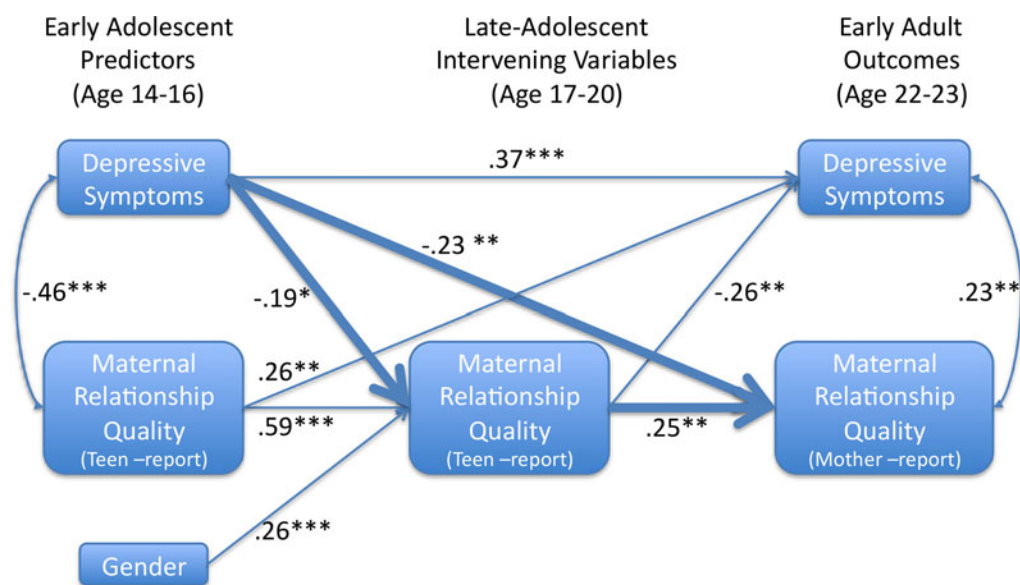 Early Adolescent
Predictors
(Age 14-16)
Late-Adolescent
Intervening Variables
(Age 17-20)
Early Adult
Outcomes
(Age 22-23)
Depressive
Symptoms
.37***
Depressive
Symptoms
-.23 **
-.46***
-.19*
-.26**
.23**
Maternal
Relationship
Quality
(Teen –report)
.26**
.59***
Maternal
Relationship
Quality
(Teen –report)
.25**
Maternal
Relationship
Quality
(Mother –report)
.26***
Gender